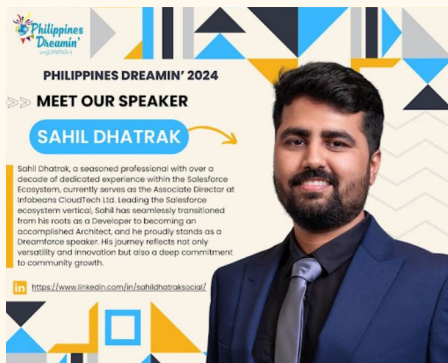 Philippines
Dreamin'
PHILIPPINES DREAMIN' 2024
MEET OUR SPEAKER
SAHIL DHATRAK
Sahil Dhatrak, a seasoned professional with over a
decade of dedicated experience within the Salesforce
Ecosystem, currently serves as the Associate Director at
Infobeans CloudTech Ltd. Leading the Salesforce
ecosystem vertical, Sahil has seamlessly transitioned
from his roots as a Developer to becoming an
accomplished Architect, and he proudly stands as a
Dreamforce speaker. His journey reflects not only
versatility and innovation but also a deep commitment
to community growth.
in https://www.linkedin.com/in/sahildhatraksocial/